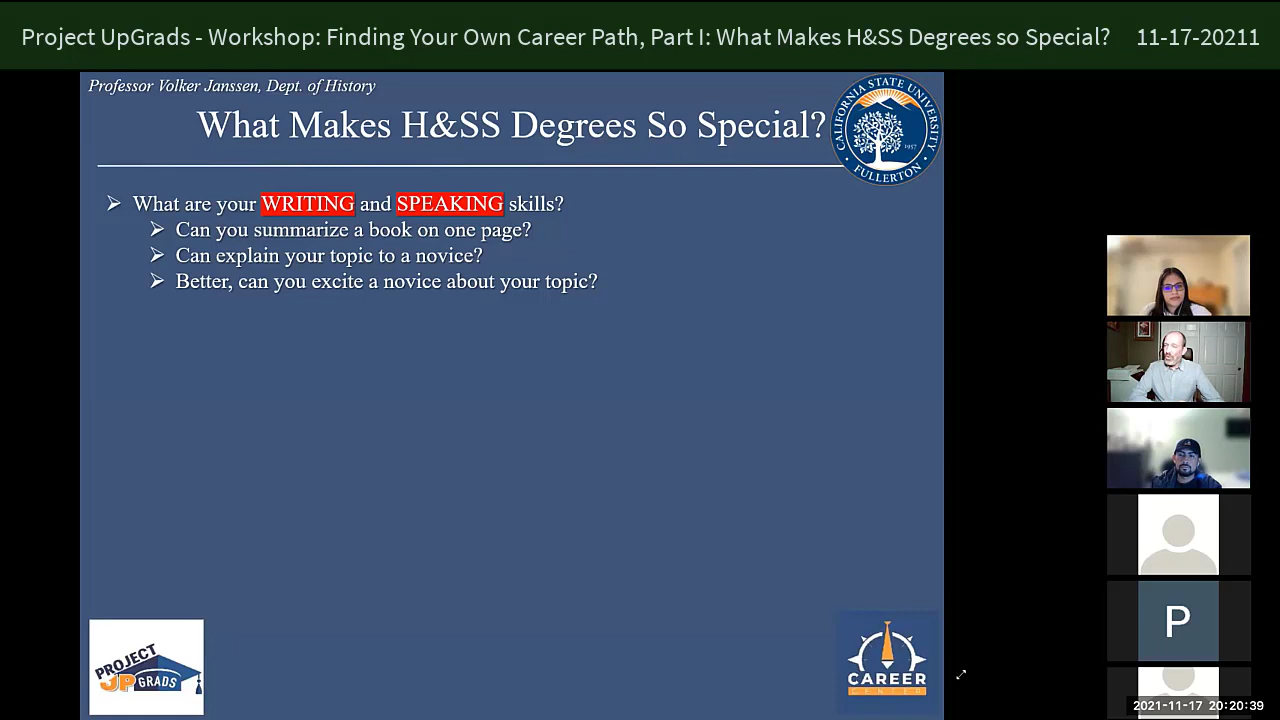 Project UpGrads - Workshop: Finding Your Own Career Path, Part I: What Makes H&SS Degrees so Special? 11-17-20211
Professor Volker Janssen, Dept. of History
What Makes H&SS Degrees So Special?
CALIFORNIA STATE UNIVERSITY
1957
FULLERTON
What are your WRITING and SPEAKING skills?
Can you summarize a book on one page?
Can explain your topic to a novice?
Better, can you excite a novice about your topic?
P
PROJECT
UP GRADS
CAREER
CENTER
2021-11-17 20:20:39